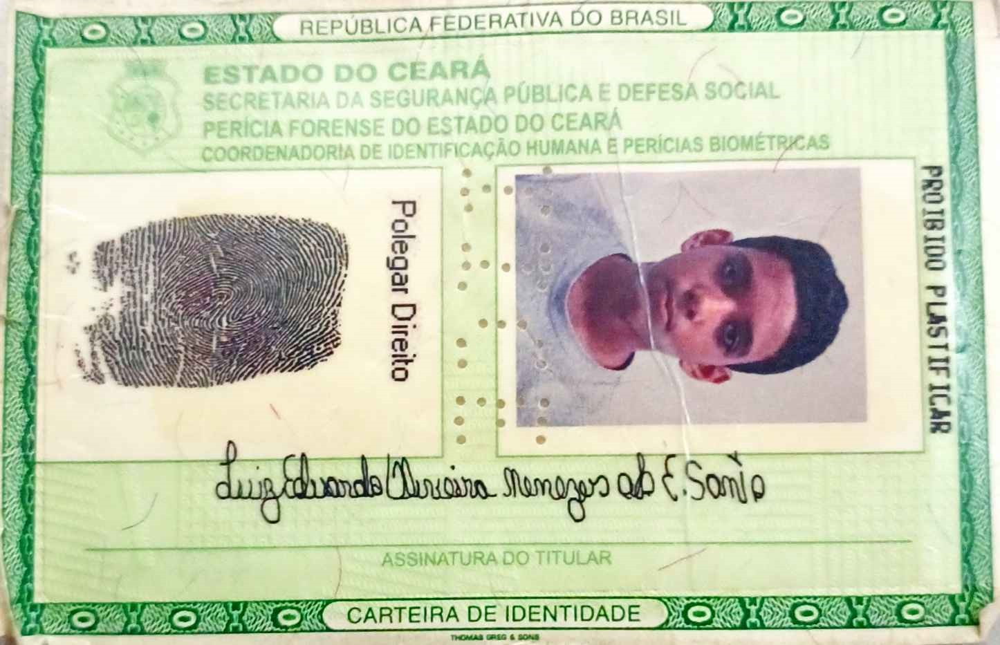 REPÚBLICA FEDERATIVA DO BRASIL
ESTADO DO CEARÁ
SECRETARIA DA SEGURANÇA PÚBLICA E DEFESA SOCIAL
PERÍCIA FORENSE DO ESTADO DO CEARÁ
COORDENADORIA DE IDENTIFICAÇÃO HUMANA E PERÍCIAS BIOMÉTRICAS
Polegar Direito
PROIBIDO PLASTIFICAR
Luiz Eduardo Menezes E. Santo
ASSINATURA DO TITULAR
CARTEIRA DE IDENTIDADE
THOMAS GREG & SONS